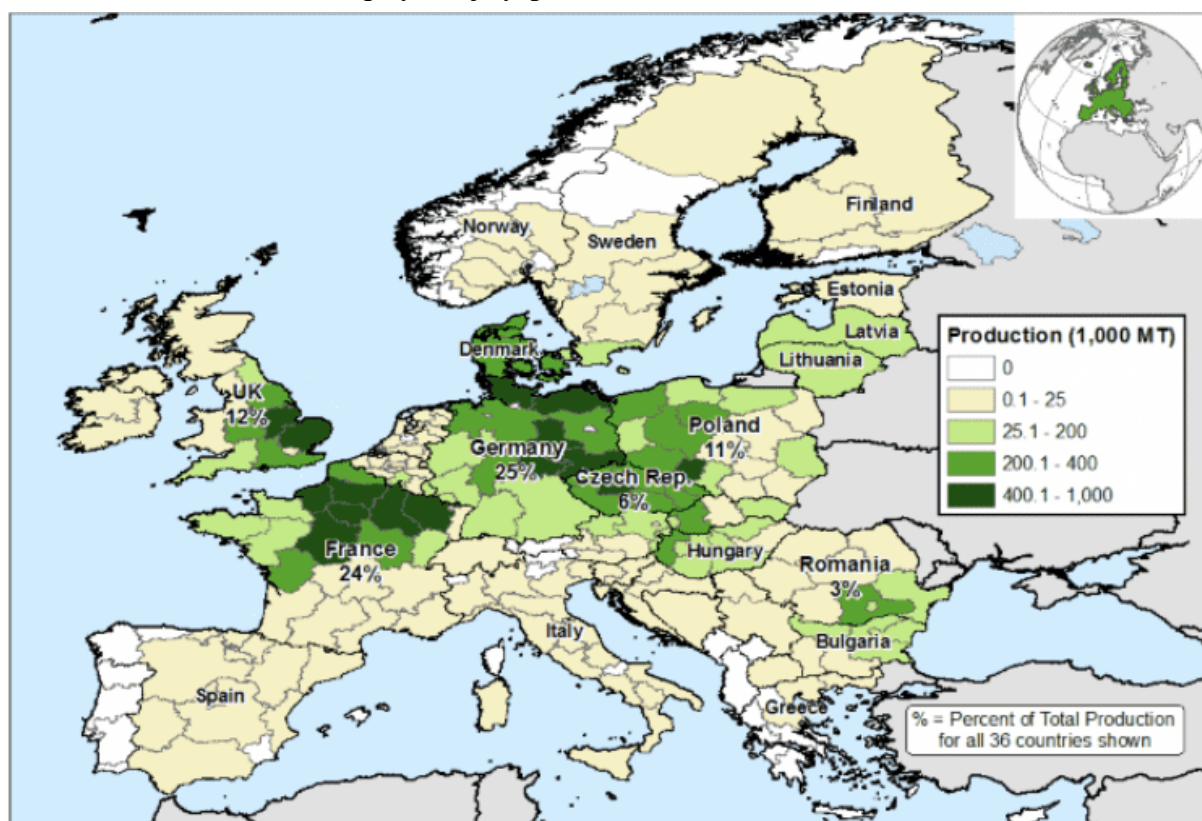 Norway
Sweden
Finland
Estonia
Latvia
Lithuania
Denmark
UK
12%
Germany
25%
Poland
11%
Czech Rep.
6%
France
24%
Hungary
Romania
3%
Bulgaria
Italy
Spain
Greece
Production (1,000 MT)
0
0.1 - 25
25.1 - 200
200.1 - 400
400.1 - 1,000
% = Percent of Total Production
for all 36 countries shown